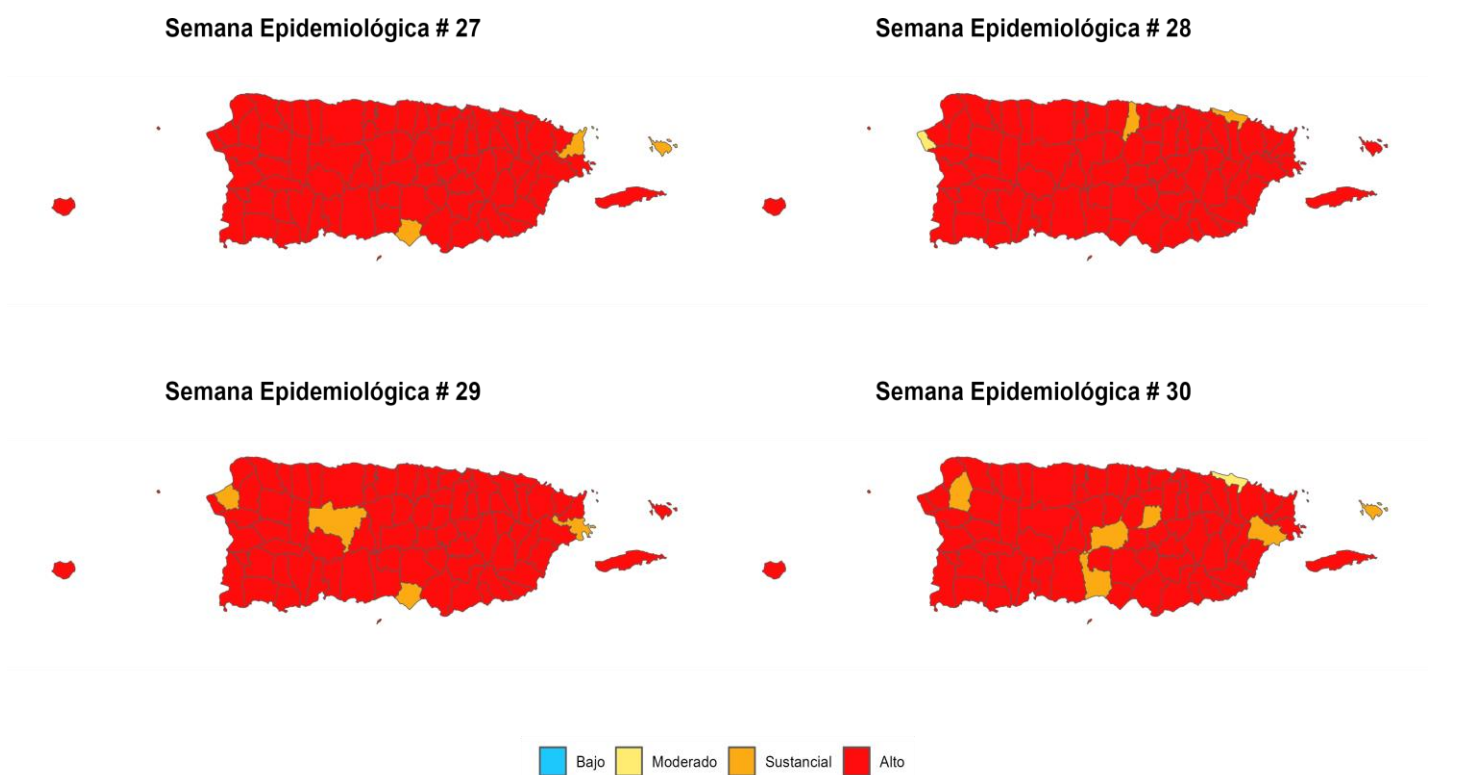 Semana Epidemiológica # 27
Semana Epidemiológica # 28
Semana Epidemiológica # 29
Semana Epidemiológica # 30
Bajo Moderado Sustancial Alto